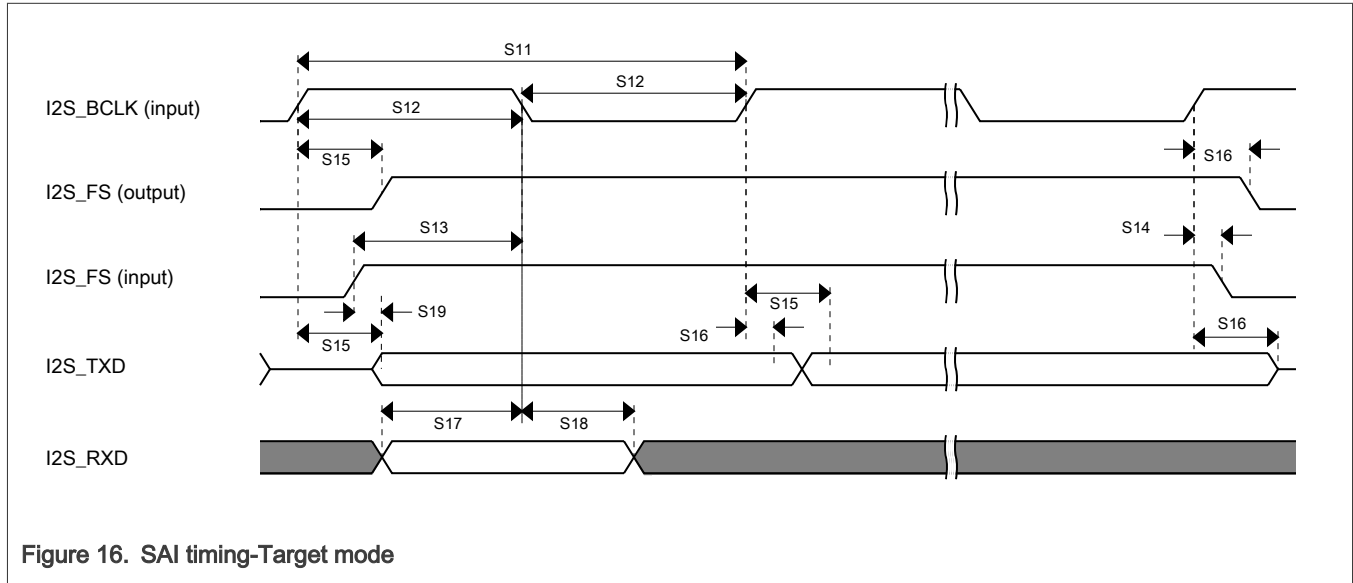 S11
S12
I2S_BCLK (input)
S12
S15
S16
I2S_FS (output)
S13
S14
I2S_FS (input)
S19
S15
S15
S16
S16
I2S_TXD
S17
S18
I2S_RXD
Figure 16. SAI timing-Target mode